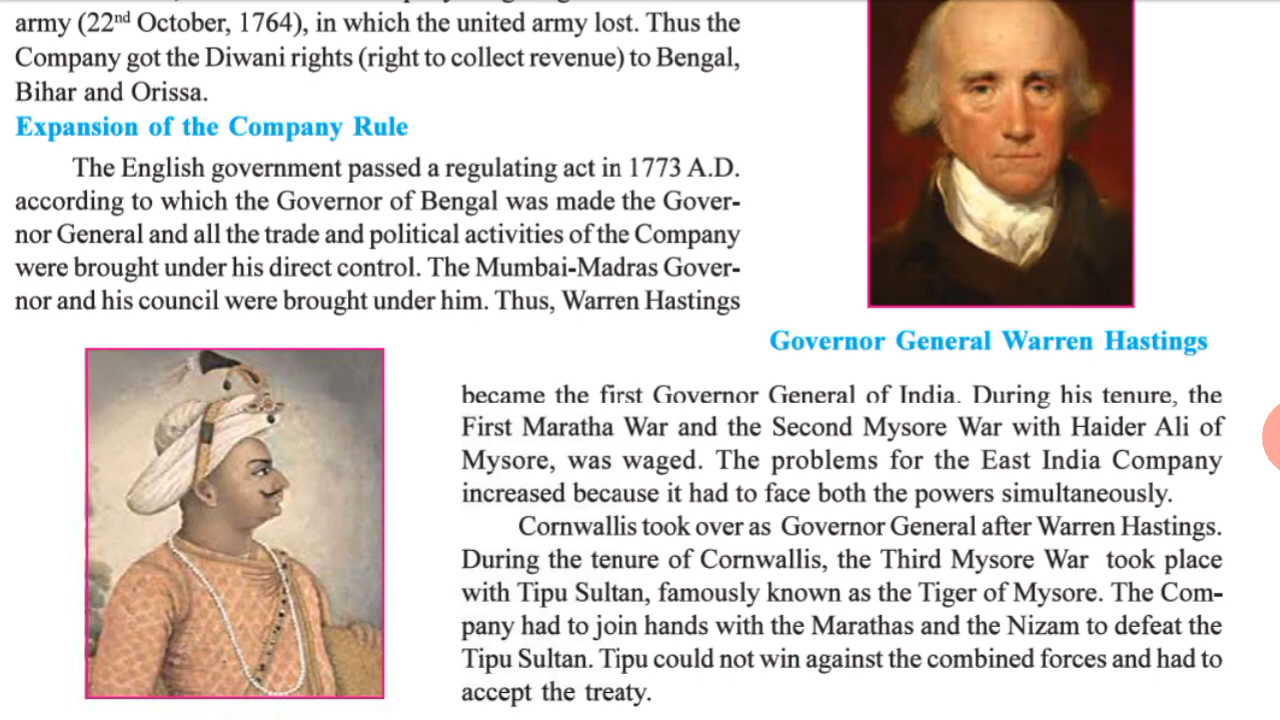 army (22nd October, 1764), in which the united army lost. Thus the
Company got the Diwani rights (right to collect revenue) to Bengal,
Bihar and Orissa.
Expansion of the Company Rule
The English government passed a regulating act in 1773 A.D.
according to which the Governor of Bengal was made the Gover-
nor General and all the trade and political activities of the Company
were brought under his direct control. The Mumbai-Madras Gover-
nor and his council were brought under him. Thus, Warren Hastings
Governor General Warren Hastings
became the first Governor General of India. During his tenure, the
First Maratha War and the Second Mysore War with Haider Ali of
Mysore, was waged. The problems for the East India Company
increased because it had to face both the powers simultaneously.
Cornwallis took over as Governor General after Warren Hastings.
During the tenure of Cornwallis, the Third Mysore War took place
with Tipu Sultan, famously known as the Tiger of Mysore. The Com-
pany had to join hands with the Marathas and the Nizam to defeat the
Tipu Sultan. Tipu could not win against the combined forces and had to
accept the treaty.